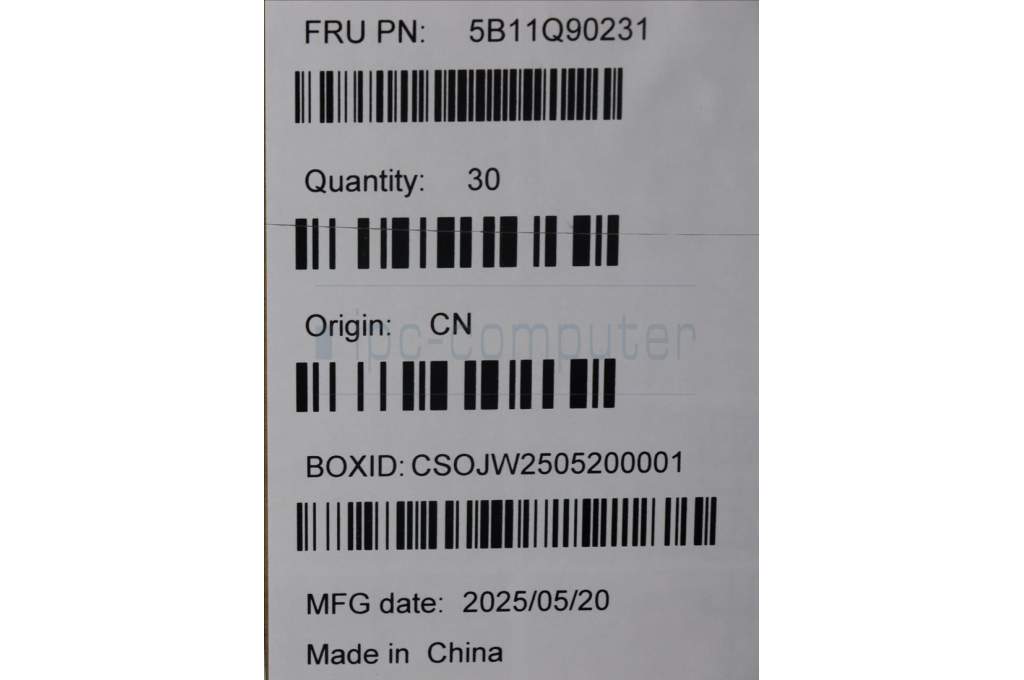 FRU PN: 5B11Q90231
Quantity: 30
Origin: CN
ipc-computer
BOXID: CSOJW2505200001
MFG date: 2025/05/20
Made in China